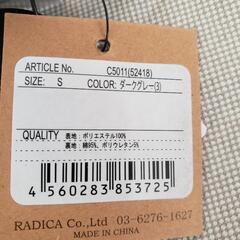 ARTICLE No. C5011(52418)
SIZE: S COLOR: ダークグレー(3)
QUALITY 表地：ポリエステル100%
裏地：綿95%、ポリウレタン5%
4 560283 853725
RADICA Co.,Ltd 03-6276-1627
MADE IN CHINA